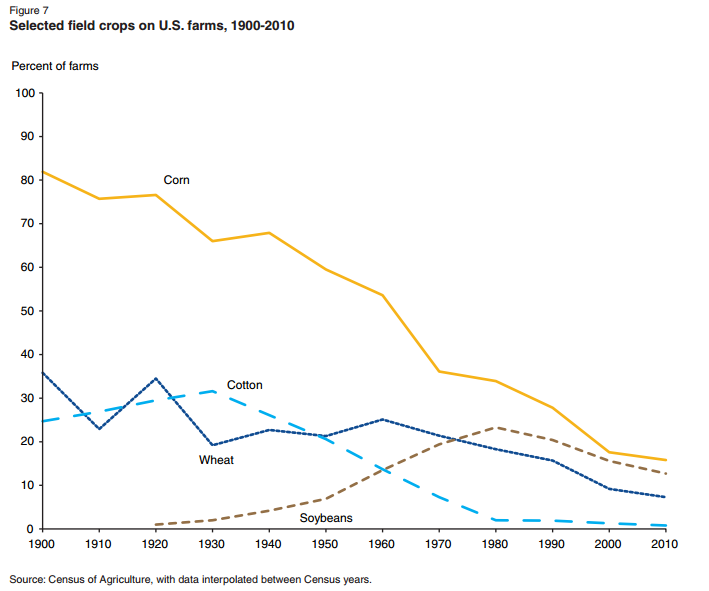 Figure 7
Selected field crops on U.S. farms, 1900-2010
Percent of farms
100
90
80
Corn
70
60
50
40
Cotton
30
20
Wheat
10
Soybeans
0
1900 1910 1920 1930 1940 1950 1960 1970 1980 1990 2000 2010
Source: Census of Agriculture, with data interpolated between Census years.